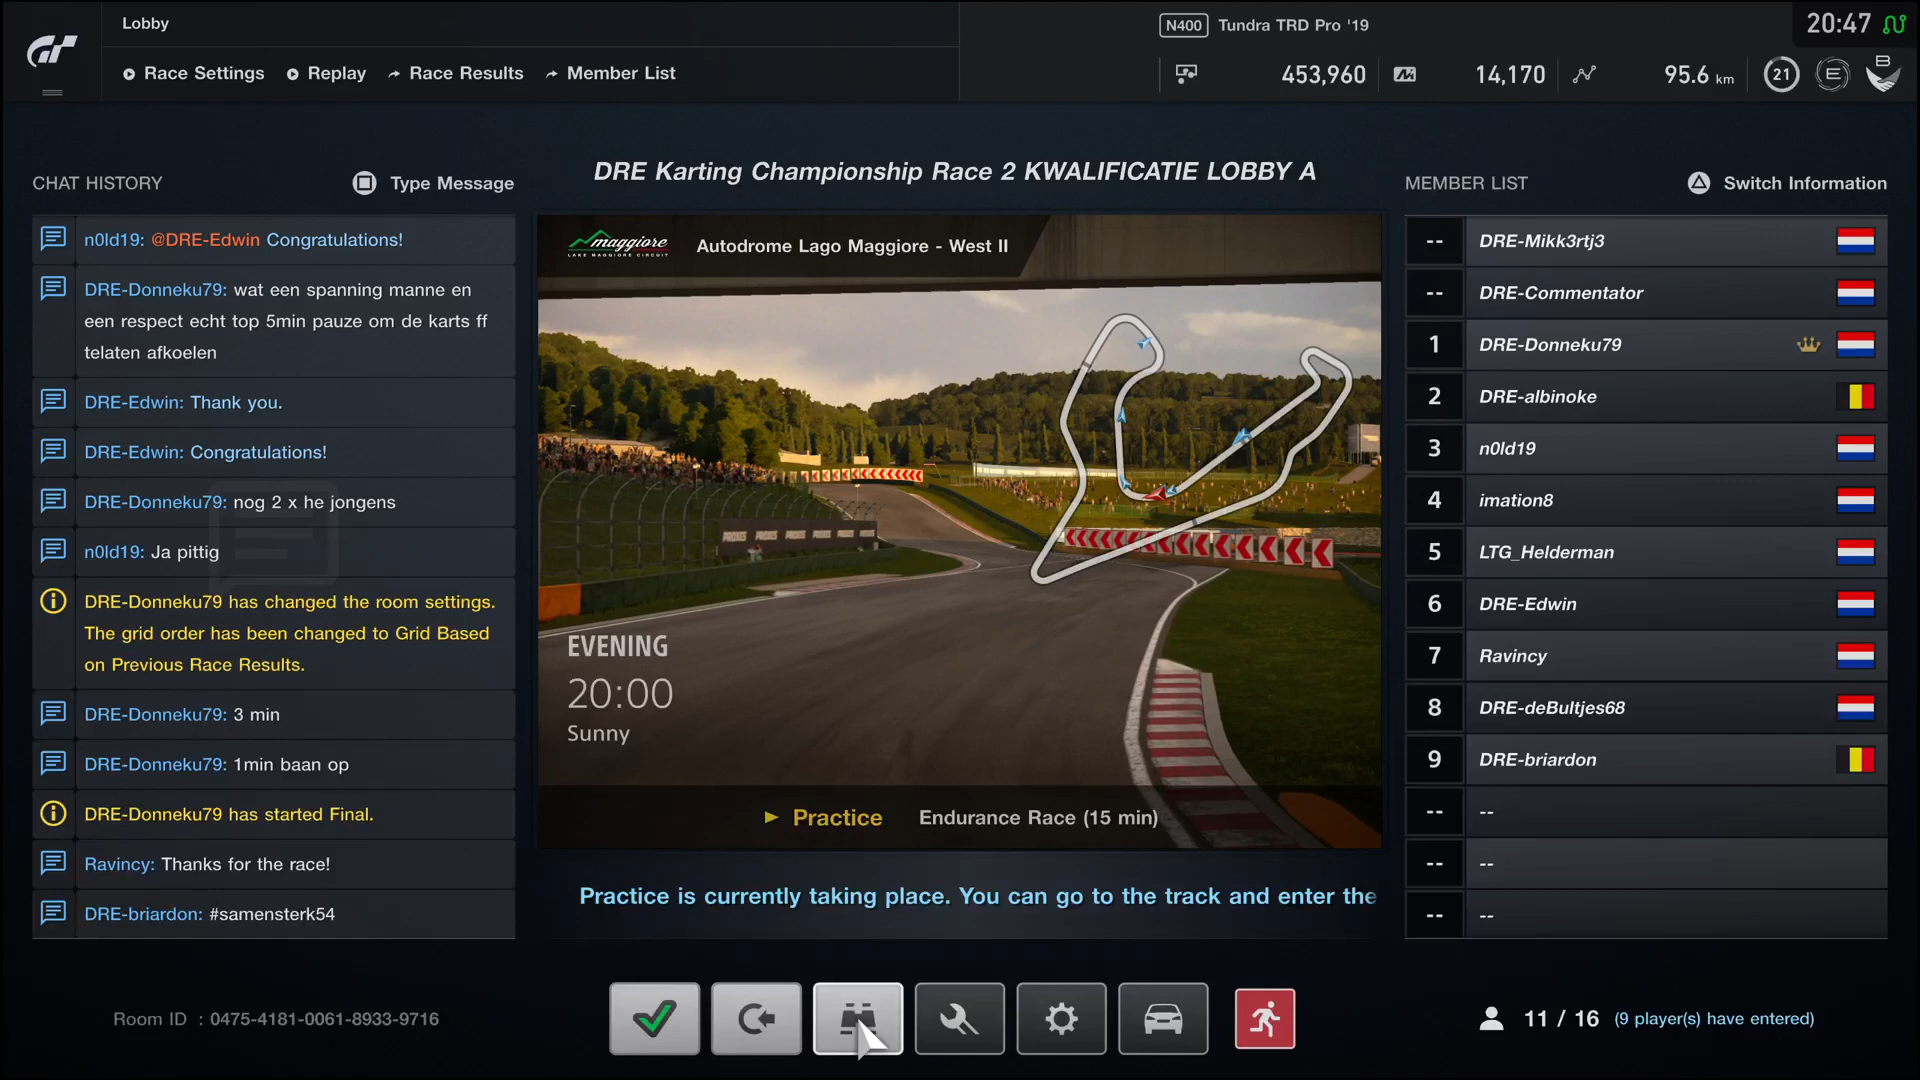 Lobby
Race Settings
Replay
Race Results
Member List
N400 Tundra TRD Pro '19
20:47
453,960
14,170
95.6 km
21
E
B
CHAT HISTORY
Type Message
n0ld19: @DRE-Edwin Congratulations!
DRE-Donneku79: wat een spanning manne en
een respect echt top 5min pauze om de karts ff
telaten afkoelen
DRE-Edwin: Thank you.
DRE-Edwin: Congratulations!
DRE-Donneku79: nog 2 x he jongens
n0ld19: Ja pittig
DRE-Donneku79 has changed the room settings.
The grid order has been changed to Grid Based
on Previous Race Results.
DRE-Donneku79: 3 min
DRE-Donneku79: 1min baan op
DRE-Donneku79 has started Final.
Ravincy: Thanks for the race!
DRE-briardon: #samensterk54
DRE Karting Championship Race 2 KWALIFICATIE LOBBY A
maggiore
LAKE MAGGIORE CIRCUIT
Autodrome Lago Maggiore - West II
EVENING
20:00
Sunny
Practice
Endurance Race (15 min)
Practice is currently taking place. You can go to the track and enter the
MEMBER LIST
Switch Information
-- DRE-Mikk3rtj3
-- DRE-Commentator
1 DRE-Donneku79
2 DRE-albinoke
3 n0ld19
4 imation8
5 LTG_Helderman
6 DRE-Edwin
7 Ravincy
8 DRE-deBultjes68
9 DRE-briardon
-- --
-- --
-- --
Room ID : 0475-4181-0061-8933-9716
11 / 16 (9 player(s) have entered)